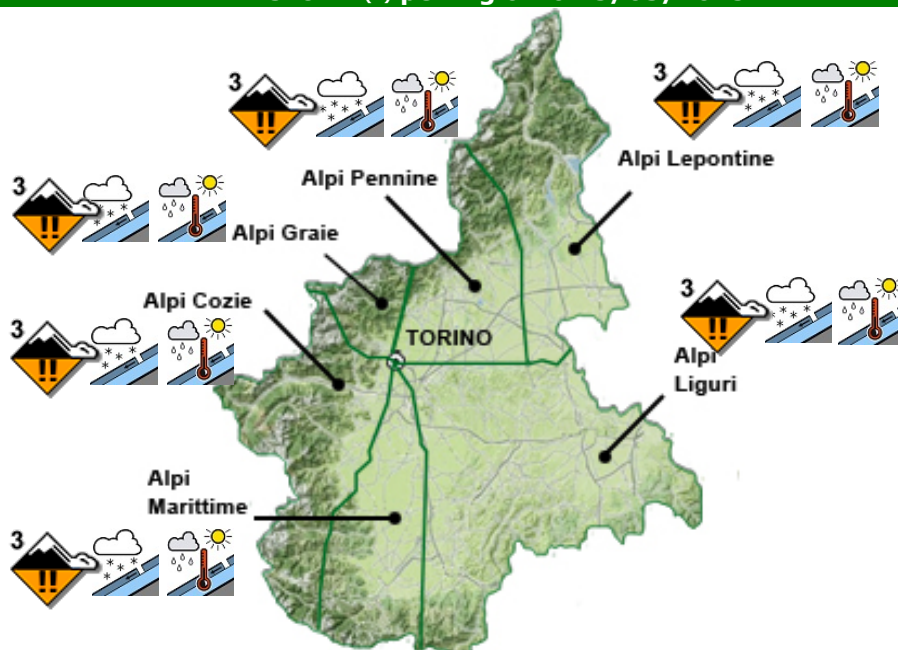 3
3
Alpi Lepontine
Alpi Pennine
3
Alpi Graie
3
Alpi Cozie
3
TORINO
Alpi
Liguri
Alpi
Marittime
3